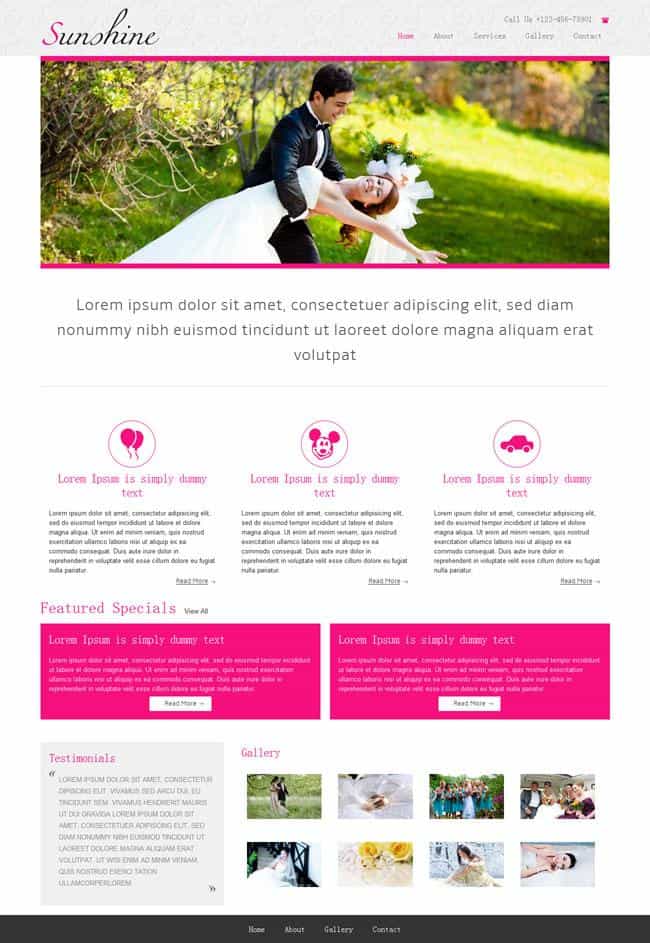 Sunshine
Call Us +123-456-78901
Home About Services Gallery Contact
Lorem ipsum dolor sit amet, consectetuer adipiscing elit, sed diam
nonummy nibh euismod tincidunt ut laoreet dolore magna aliquam erat
volutpat
Lorem Ipsum is simply dummy
text
Lorem ipsum dolor sit amet, consectetur adipisicing elit,
sed do eiusmod tempor incididunt ut labore et dolore
magna aliqua. Ut enim ad minim veniam, quis nostrud
exercitation ullamco laboris nisi ut aliquip ex ea
commodo consequat. Duis aute irure dolor in
reprehenderit in voluptate velit esse cillum dolore eu fugiat
nulla pariatur.
Read More →
Lorem Ipsum is simply dummy
text
Lorem ipsum dolor sit amet, consectetur adipisicing elit,
sed do eiusmod tempor incididunt ut labore et dolore
magna aliqua. Ut enim ad minim veniam, quis nostrud
exercitation ullamco laboris nisi ut aliquip ex ea
commodo consequat. Duis aute irure dolor in
reprehenderit in voluptate velit esse cillum dolore eu fugiat
nulla pariatur.
Read More →
Lorem Ipsum is simply dummy
text
Lorem ipsum dolor sit amet, consectetur adipisicing elit,
sed do eiusmod tempor incididunt ut labore et dolore
magna aliqua. Ut enim ad minim veniam, quis nostrud
exercitation ullamco laboris nisi ut aliquip ex ea
commodo consequat. Duis aute irure dolor in
reprehenderit in voluptate velit esse cillum dolore eu fugiat
nulla pariatur.
Read More →
Featured Specials View All
Lorem Ipsum is simply dummy text
Lorem ipsum dolor sit amet, consectetur adipisicing elit, sed do eiusmod tempor incididunt
ut labore et dolore magna aliqua. Ut enim ad minim veniam, quis nostrud exercitation
ullamco laboris nisi ut aliquip ex ea commodo consequat. Duis aute irure dolor in
reprehenderit in voluptate velit esse cillum dolore eu fugiat nulla pariatur.
Read More →
Lorem Ipsum is simply dummy text
Lorem ipsum dolor sit amet, consectetur adipisicing elit, sed do eiusmod tempor incididunt
ut labore et dolore magna aliqua. Ut enim ad minim veniam, quis nostrud exercitation
ullamco laboris nisi ut aliquip ex ea commodo consequat. Duis aute irure dolor in
reprehenderit in voluptate velit esse cillum dolore eu fugiat nulla pariatur.
Read More →
Testimonials
“ LOREM IPSUM DOLOR SIT AMET, CONSECTETUR
DIPISCING ELIT. VIVAMUS SED ARCU DUI, EU
TINCIDUNT SEM. VIVAMUS HENDRERIT MAURIS
UT DUI GRAVIDA LOREM IPSUM DOLOR SIT
AMET, CONSECTETUER ADIPISCING ELIT, SED
DIAM NONUMMY NIBH EUISMOD TINCIDUNT UT
LAOREET DOLORE MAGNA ALIQUAM ERAT
VOLUTPAT. UT WISI ENIM AD MINIM VENIAM,
QUIS NOSTRUD EXERCI TATION
ULLAMCORPERLOREM. ”
Gallery
Home About Gallery Contact